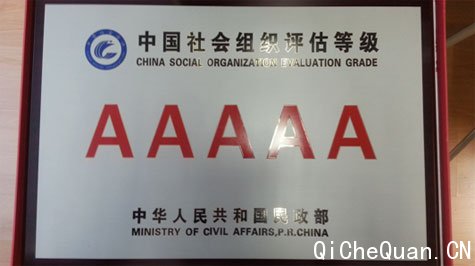 中国社会组织评估等级
CHINA SOCIAL ORGANIZATION EVALUATION GRADE
AAAAA
中华人民共和国民政部
MINISTRY OF CIVIL AFFAIRS,P.R.CHINA
QiCheQuan.CN